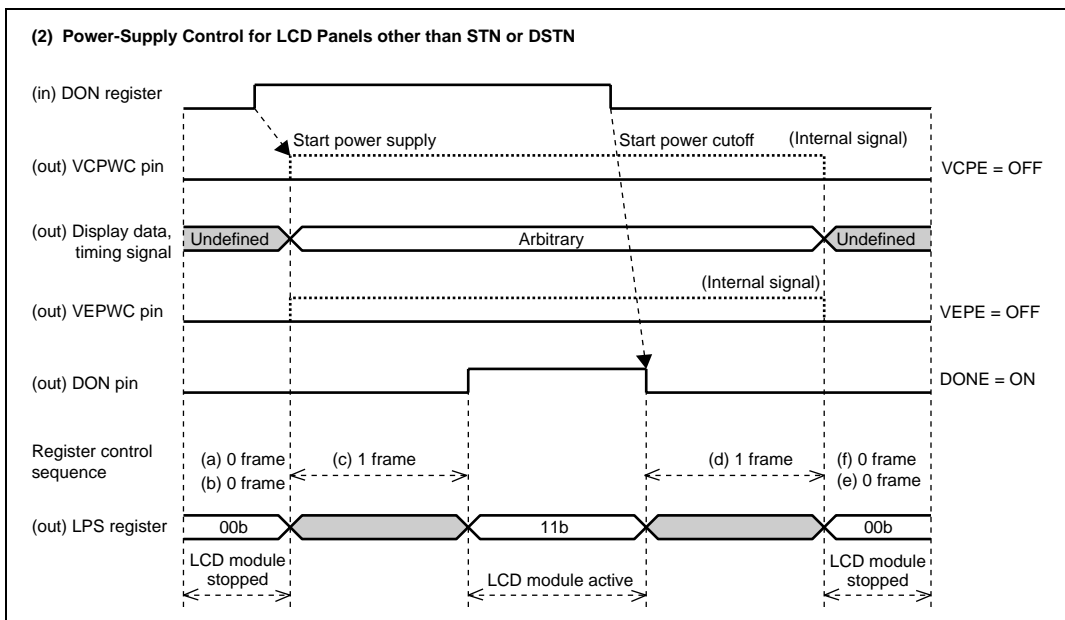 (2) Power-Supply Control for LCD Panels other than STN or DSTN
(in) DON register
Start power supply
Start power cutoff
(Internal signal)
(out) VCPWC pin
VCPE = OFF
(out) Display data,
timing signal
Undefined
Arbitrary
Undefined
(Internal signal)
(out) VEPWC pin
VEPE = OFF
(out) DON pin
DONE = ON
Register control
sequence
(a) 0 frame
(b) 0 frame
(c) 1 frame
(d) 1 frame
(f) 0 frame
(e) 0 frame
(out) LPS register
00b
11b
00b
LCD module
stopped
LCD module active
LCD module
stopped